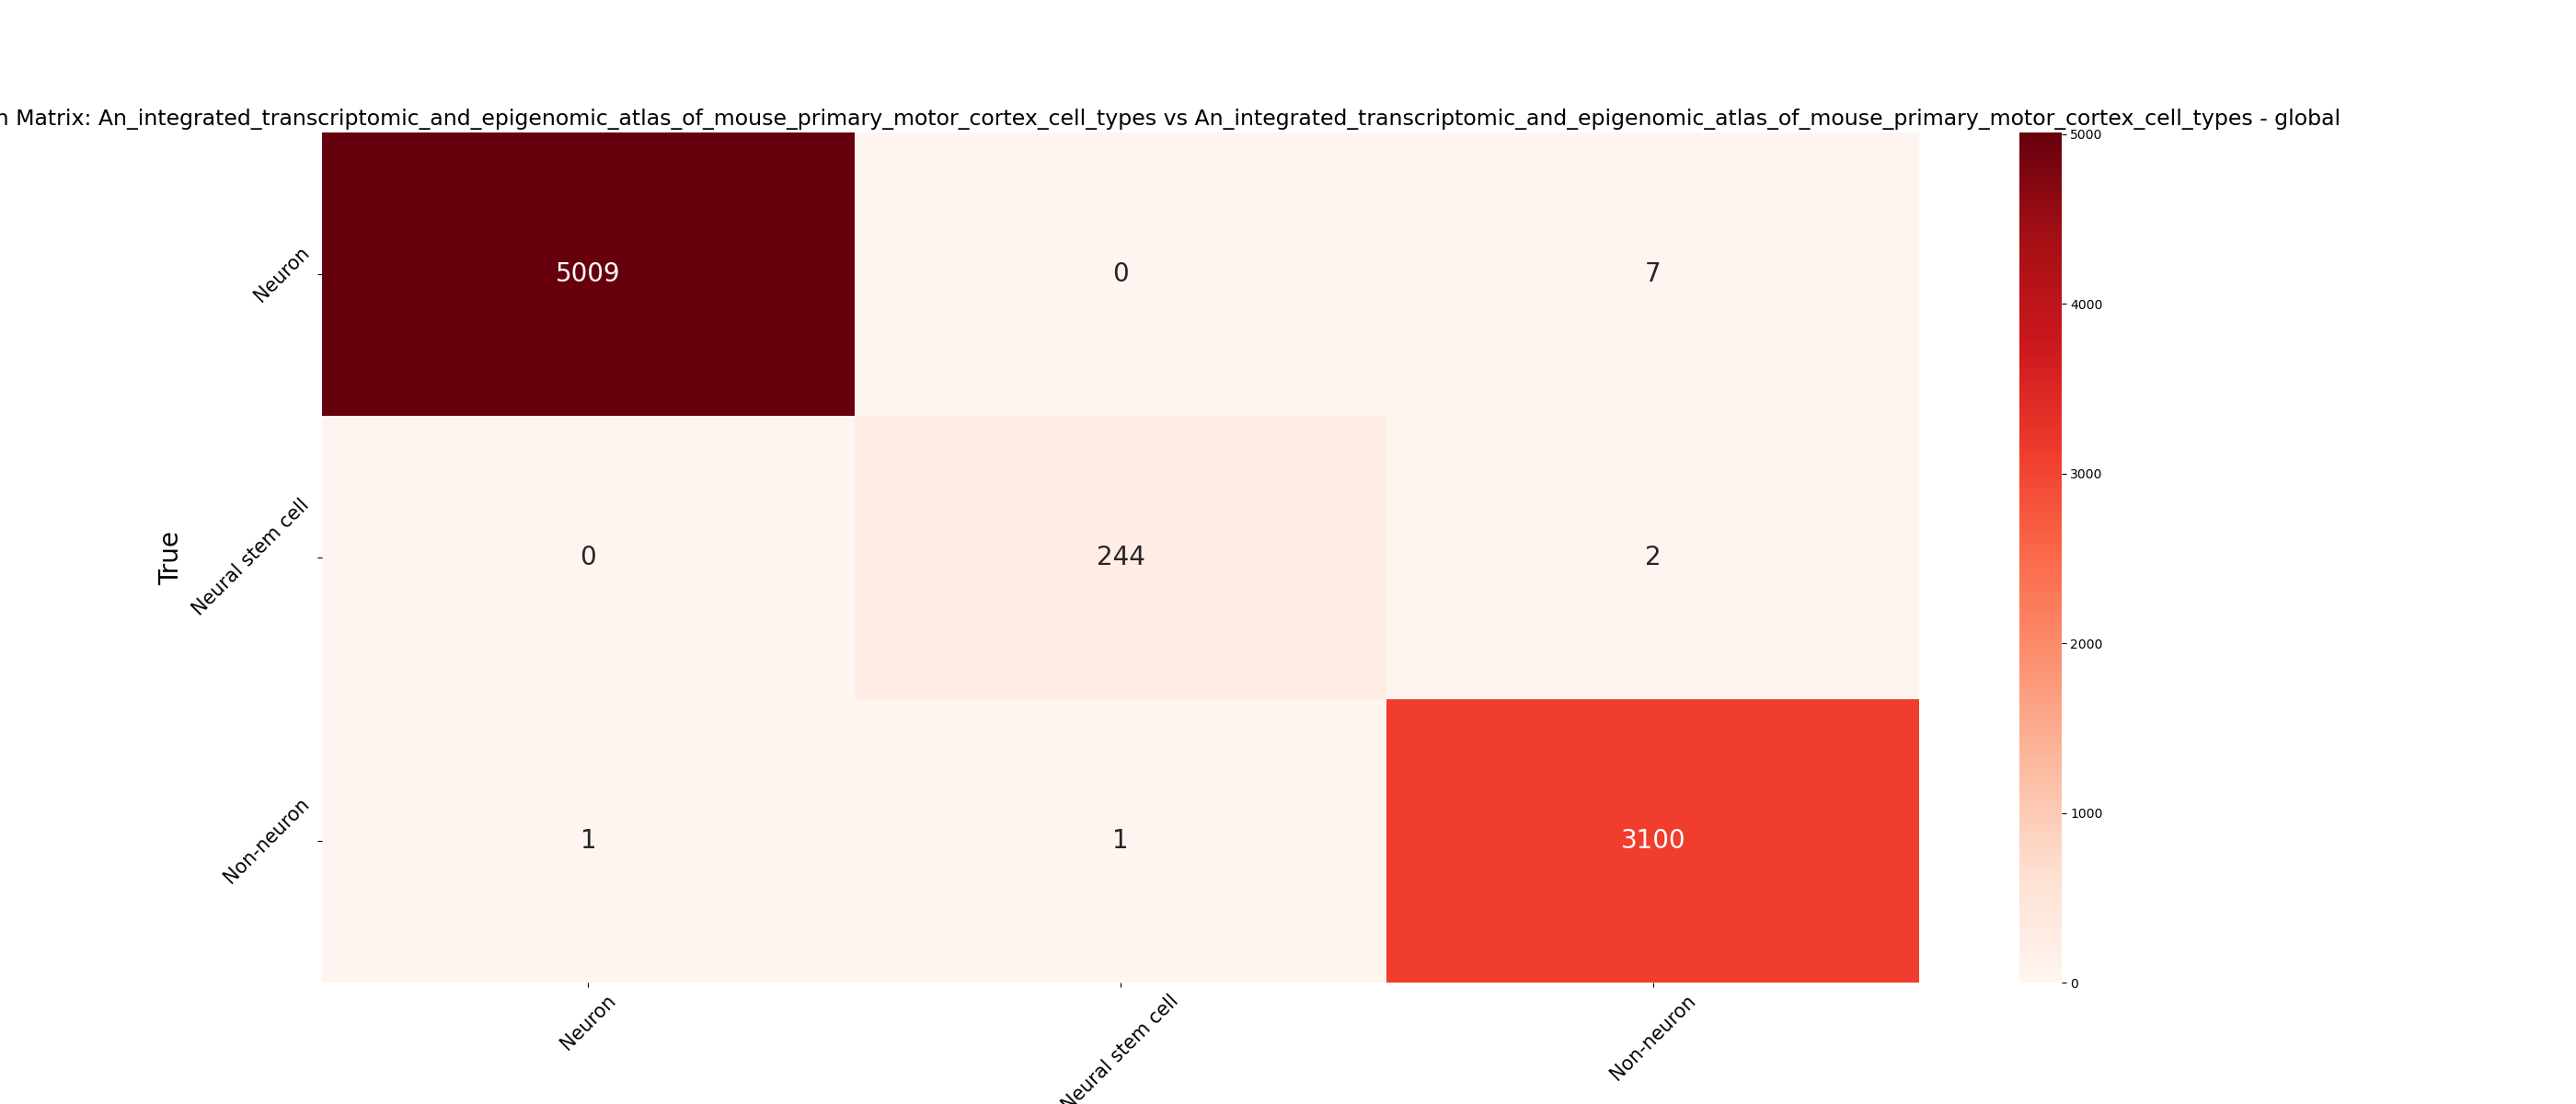 n Matrix: An_integrated_transcriptomic_and_epigenomic_atlas_of_mouse_primary_motor_cortex_cell_types vs An_integrated_transcriptomic_and_epigenomic_atlas_of_mouse_primary_motor_cortex_cell_types - global
5000
Neuron
5009
0
7
4000
3000
True
Neural stem cell
0
244
2
2000
1000
Non-neuron
1
1
3100
0
Neuron
Neural stem cell
Non-neuron